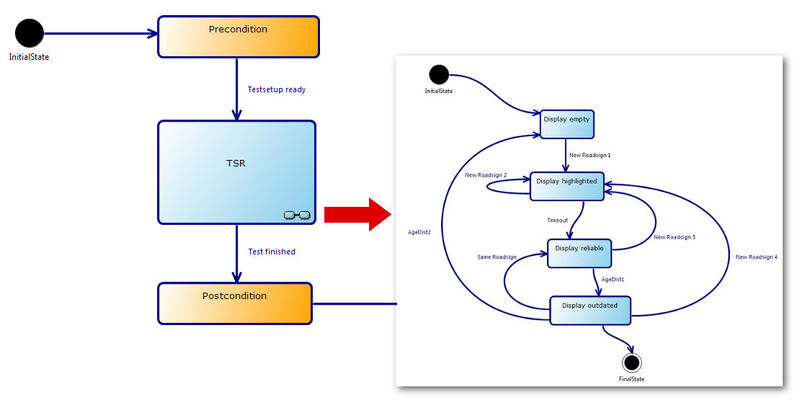 InitialState
Precondition
Testsetup ready
TSR
Test finished
Postcondition
InitialState
Display empty
New Roadsign 1
New Roadsign 2
Display highlighted
Timeout
AgeDist2
New Roadsign 3
Display reliable
Same Roadsign
New Roadsign 4
AgeDist1
Display outdated
FinalState